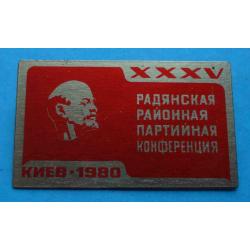 XXXV
РАДЯНСКАЯ
РАЙОННАЯ
ПАРТИЙНАЯ
КОНФЕРЕНЦИЯ
КИЕВ·1980